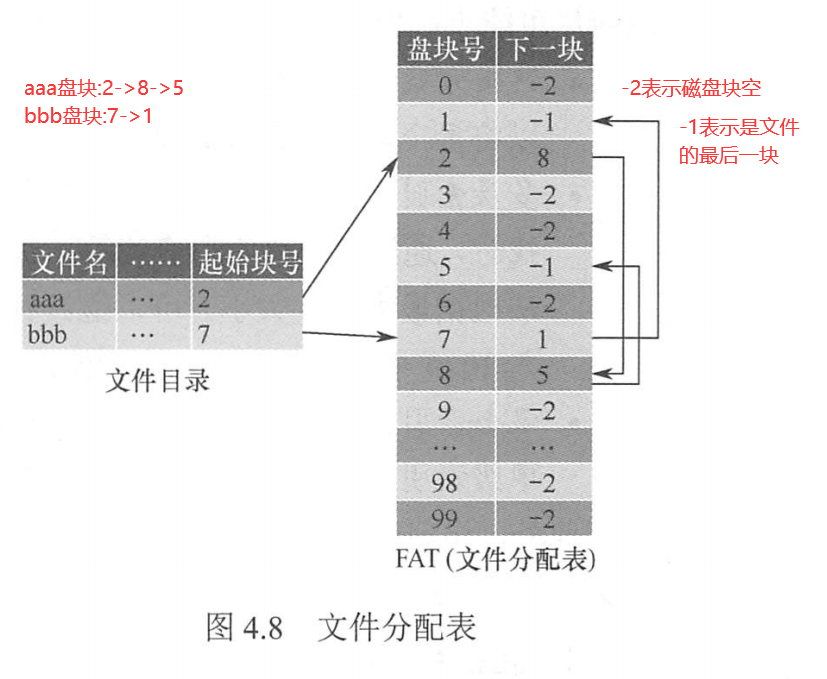 aaa盘块:2->8->5
bbb盘块:7->1
-2表示磁盘块空
-1表示是文件
的最后一块
文件名 …… 起始块号
aaa … 2
bbb … 7
文件目录
盘块号 下一块
0 -2
1 -1
2 8
3 -2
4 -2
5 -1
6 -2
7 1
8 5
9 -2
… …
98 -2
99 -2
FAT (文件分配表)
图 4.8 文件分配表